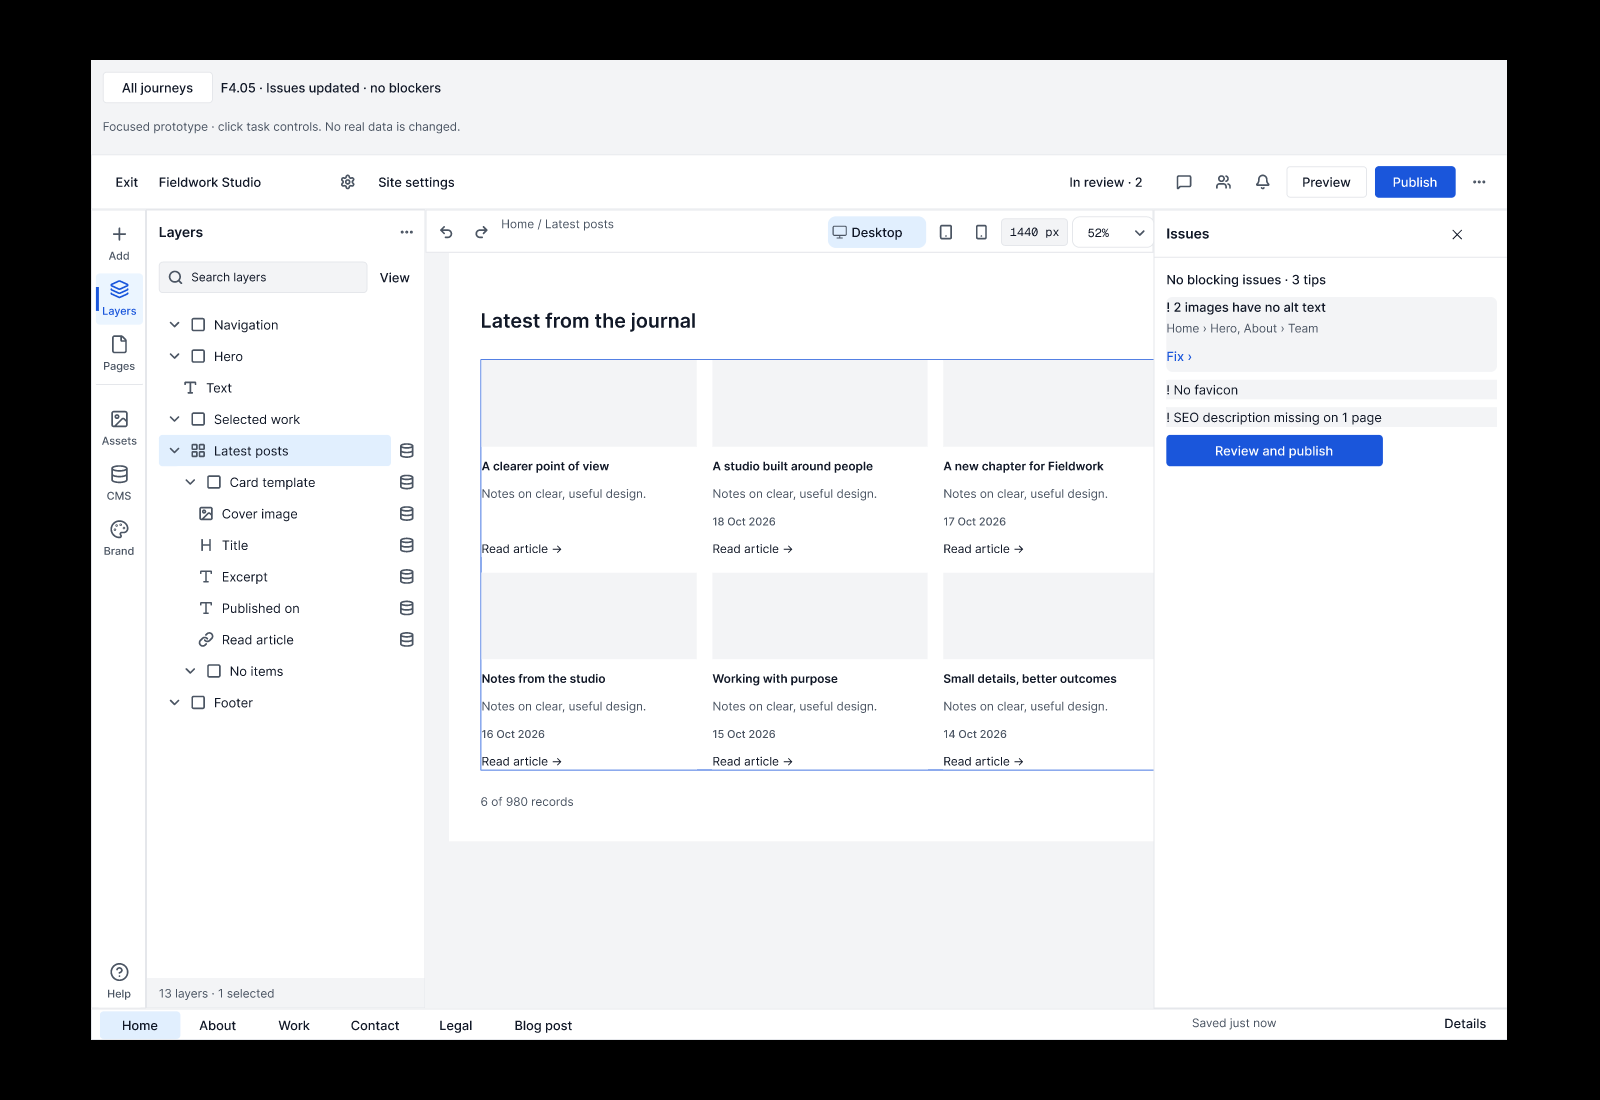 All journeys
F4.05 · Issues updated · no blockers
Focused prototype · click task controls. No real data is changed.
Exit
Fieldwork Studio
Site settings
In review · 2
Preview
Publish
Add
Layers
Pages
Assets
CMS
Brand
Help
Layers
Search layers
View
Navigation
Hero
Text
Selected work
Latest posts
Card template
Cover image
Title
Excerpt
Published on
Read article
No items
Footer
13 layers · 1 selected
Home / Latest posts
Desktop
1440 px
52%
Latest from the journal
A clearer point of view
Notes on clear, useful design.
Read article →
A studio built around people
Notes on clear, useful design.
18 Oct 2026
Read article →
A new chapter for Fieldwork
Notes on clear, useful design.
17 Oct 2026
Read article →
Notes from the studio
Notes on clear, useful design.
16 Oct 2026
Read article →
Working with purpose
Notes on clear, useful design.
15 Oct 2026
Read article →
Small details, better outcomes
Notes on clear, useful design.
14 Oct 2026
Read article →
6 of 980 records
Issues
No blocking issues · 3 tips
! 2 images have no alt text
Home › Hero, About › Team
Fix ›
! No favicon
! SEO description missing on 1 page
Review and publish
Home
About
Work
Contact
Legal
Blog post
Saved just now
Details